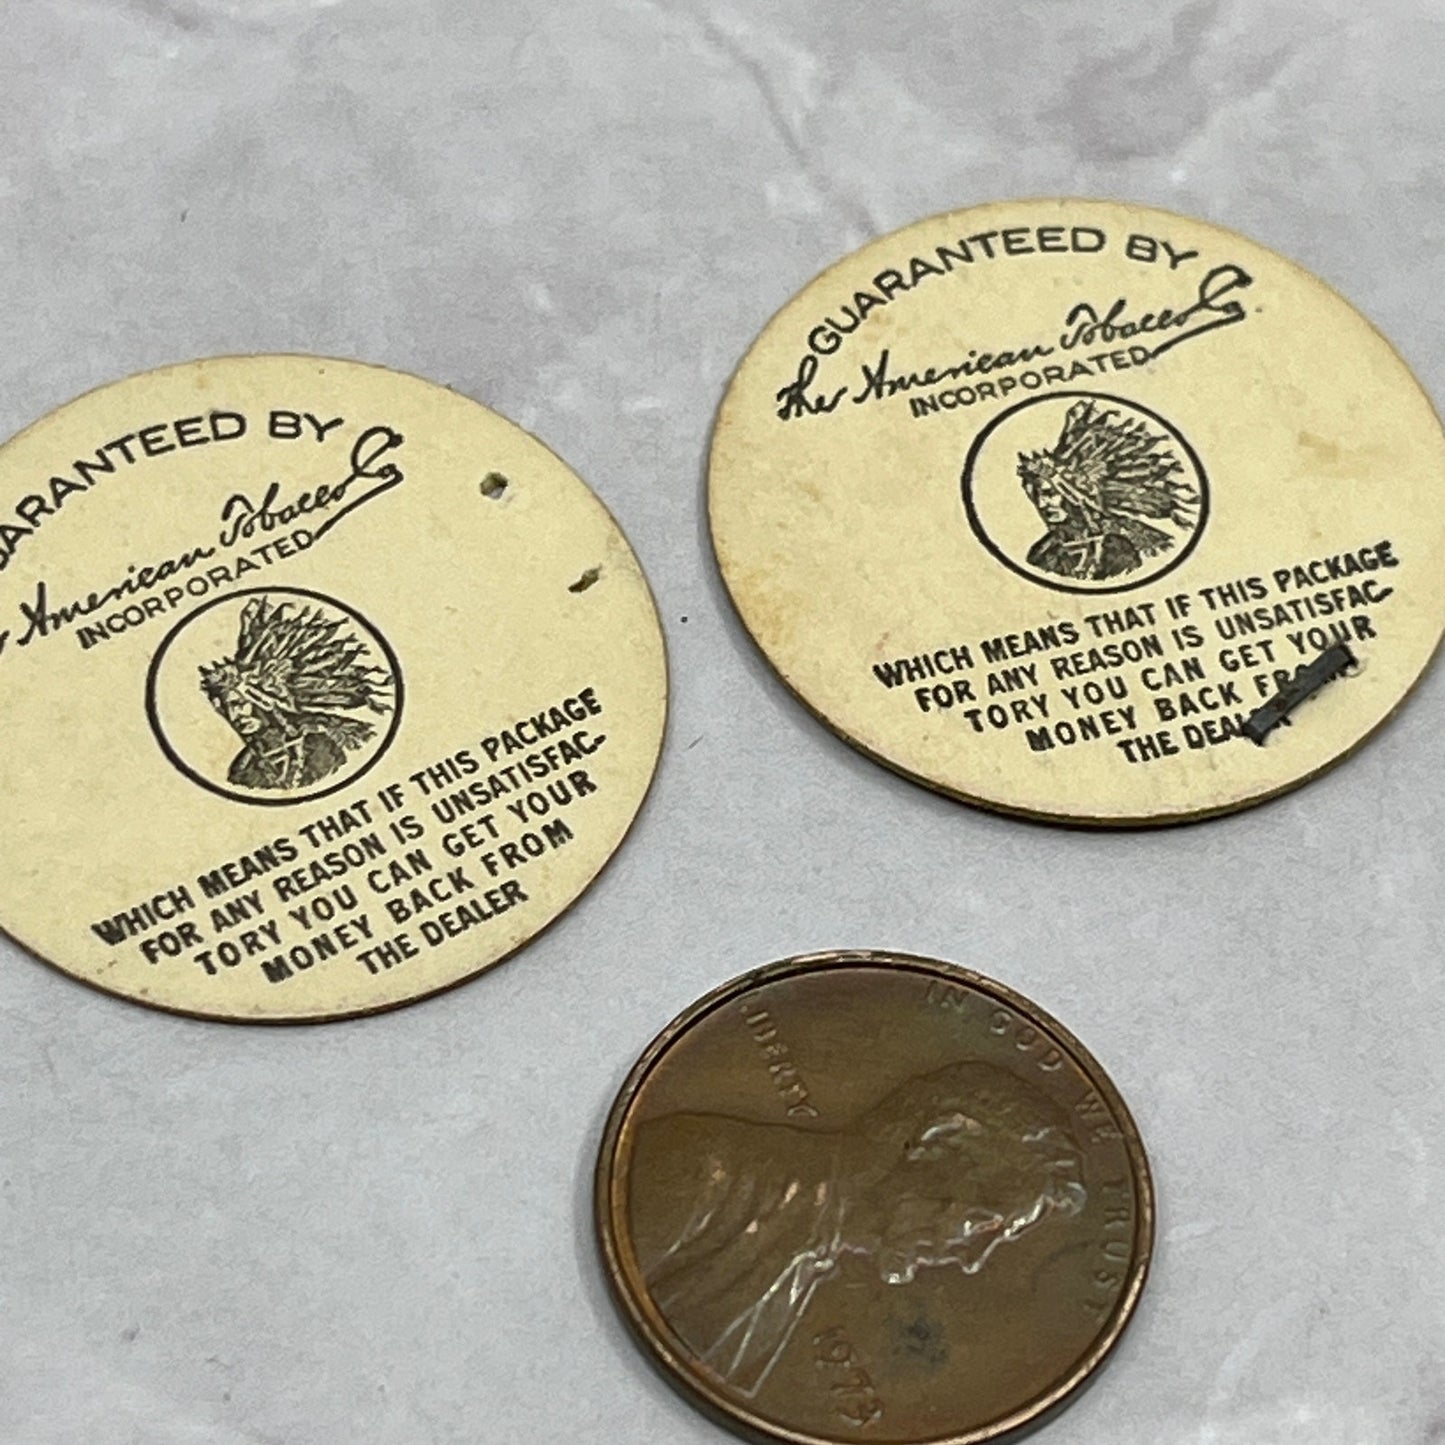 GUARANTEED BY
The American Tobacco Co.
INCORPORATED
WHICH MEANS THAT IF THIS PACKAGE
FOR ANY REASON IS UNSATISFAC-
TORY YOU CAN GET YOUR
MONEY BACK FROM
THE DEALER
ARANTEED BY
American Tobacco Co
INCORPORATED
WHICH MEANS THAT IF THIS PACKAGE
FOR ANY REASON IS UNSATISFAC-
TORY YOU CAN GET YOUR
MONEY BACK FROM
THE DEALER
IN GOD WE TRUST
LIBERTY
1973